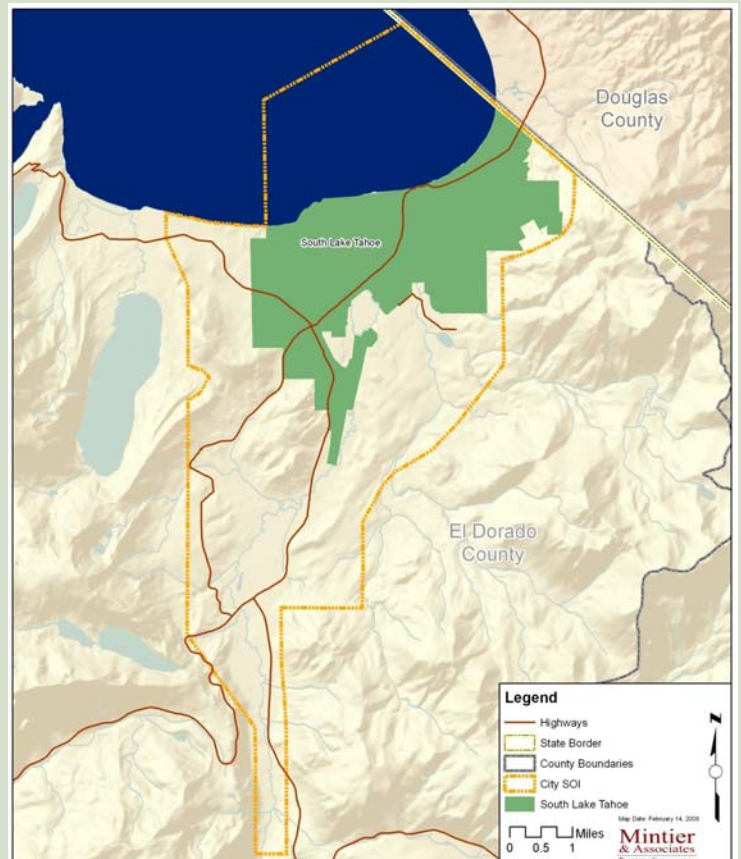 Douglas
County
South Lake Tahoe
El Dorado
County
Legend
Highways
State Border
County Boundaries
City SOI
South Lake Tahoe
N
Miles
0 0.5 1
Map Date: February 14, 2008
Mintier
& Associates